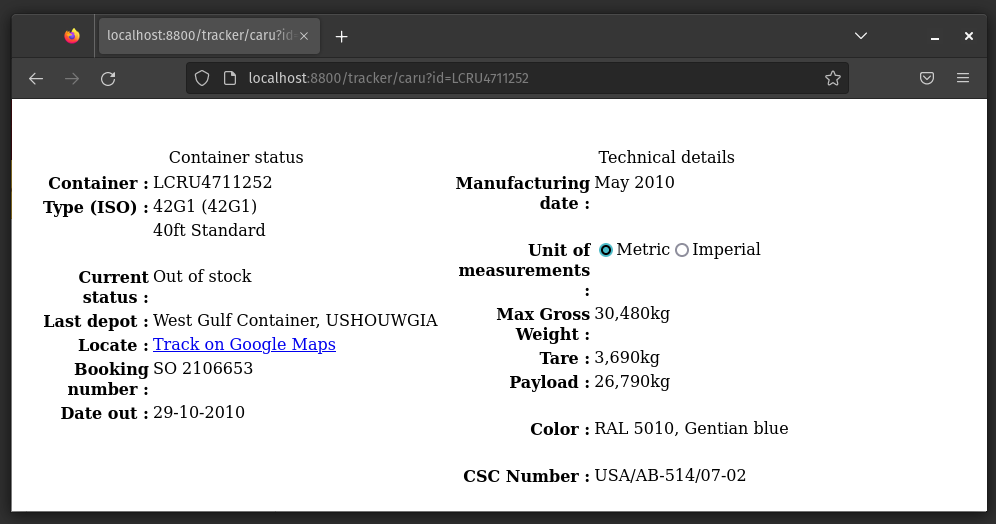 localhost:8800/tracker/caru?id=
localhost:8800/tracker/caru?id=LCRU4711252
Container status
Container : LCRU4711252
Type (ISO) : 42G1 (42G1)
40ft Standard
Current Out of stock
status :
Last depot : West Gulf Container, USHOUWGIA
Locate : Track on Google Maps
Booking SO 2106653
number :
Date out : 29-10-2010
Technical details
Manufacturing May 2010
date :
Unit of Metric Imperial
measurements
:
Max Gross 30,480kg
Weight :
Tare : 3,690kg
Payload : 26,790kg
Color : RAL 5010, Gentian blue
CSC Number : USA/AB-514/07-02